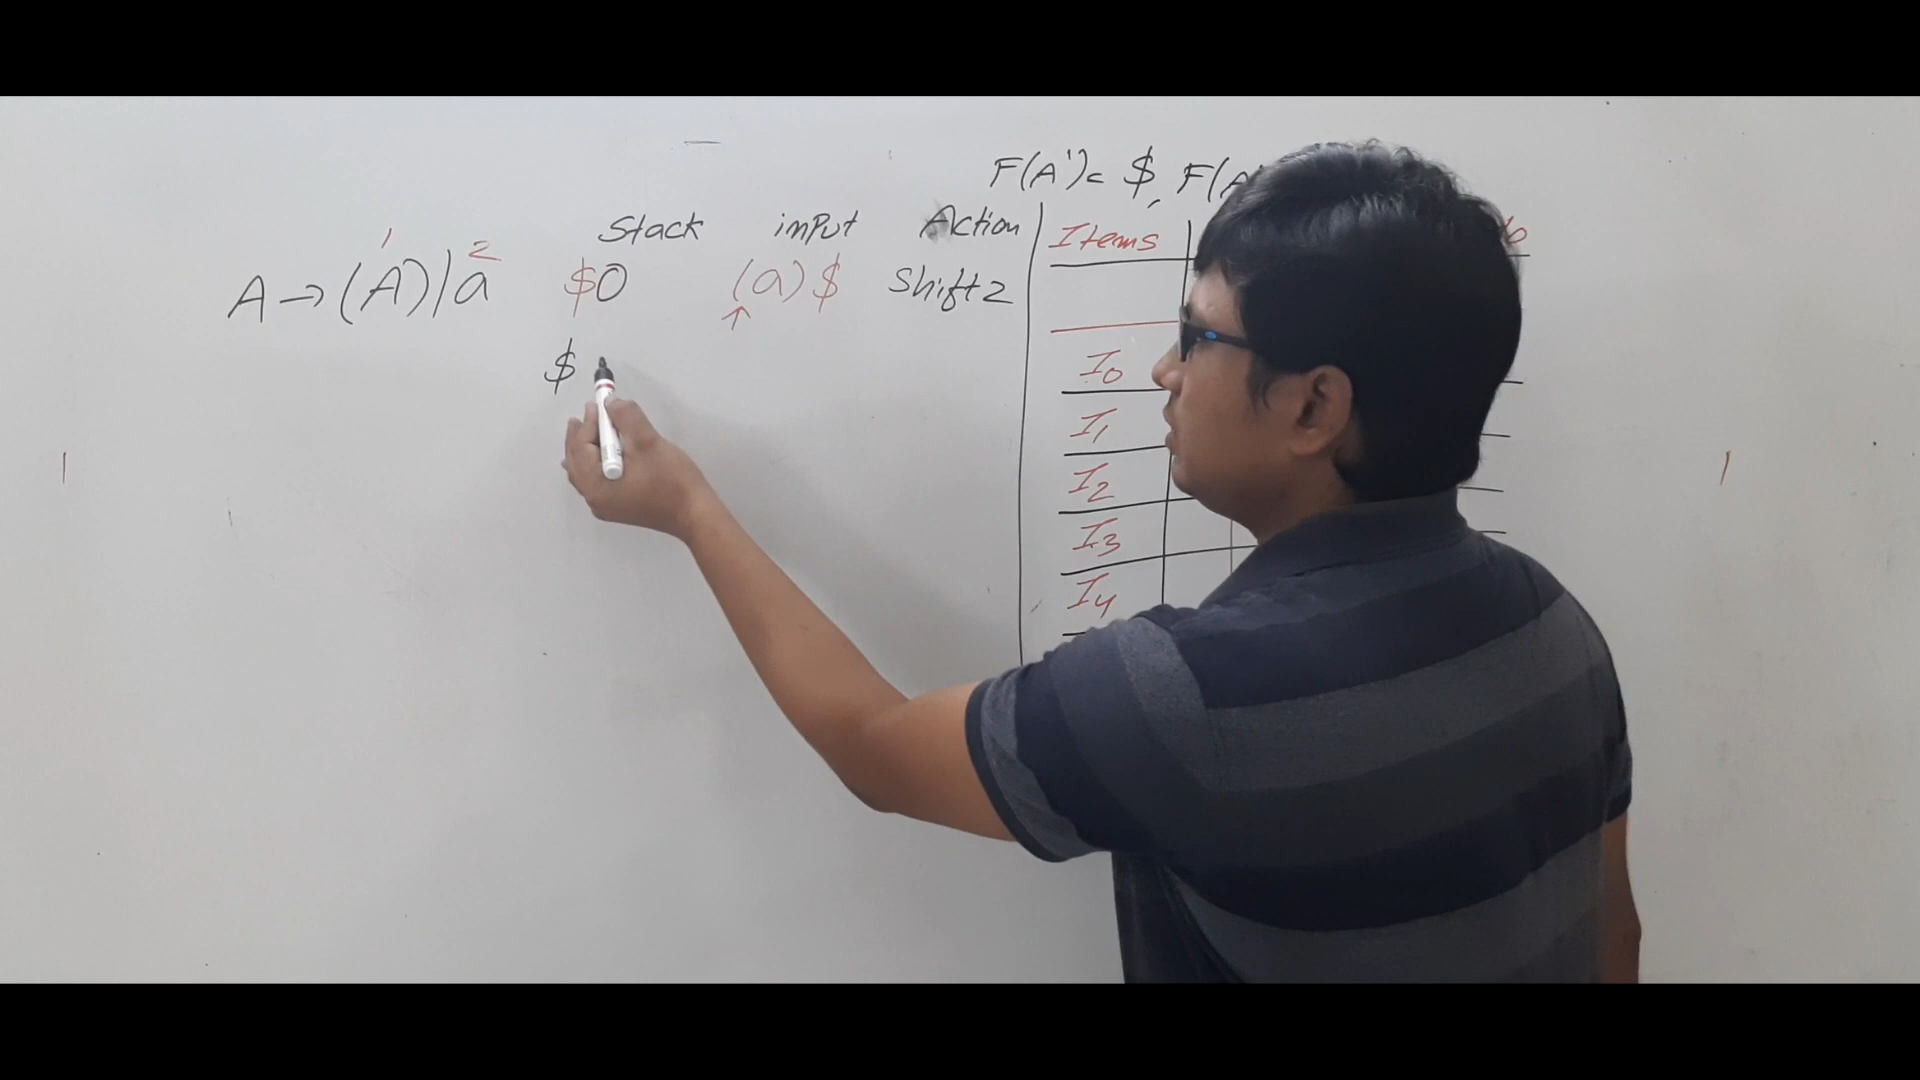 F(A')= $, F(A
Stack input Action Items
1 2
A → (A) | a $0 (a)$ Shift 2
↑
$
I0
I1
I2
I3
I4